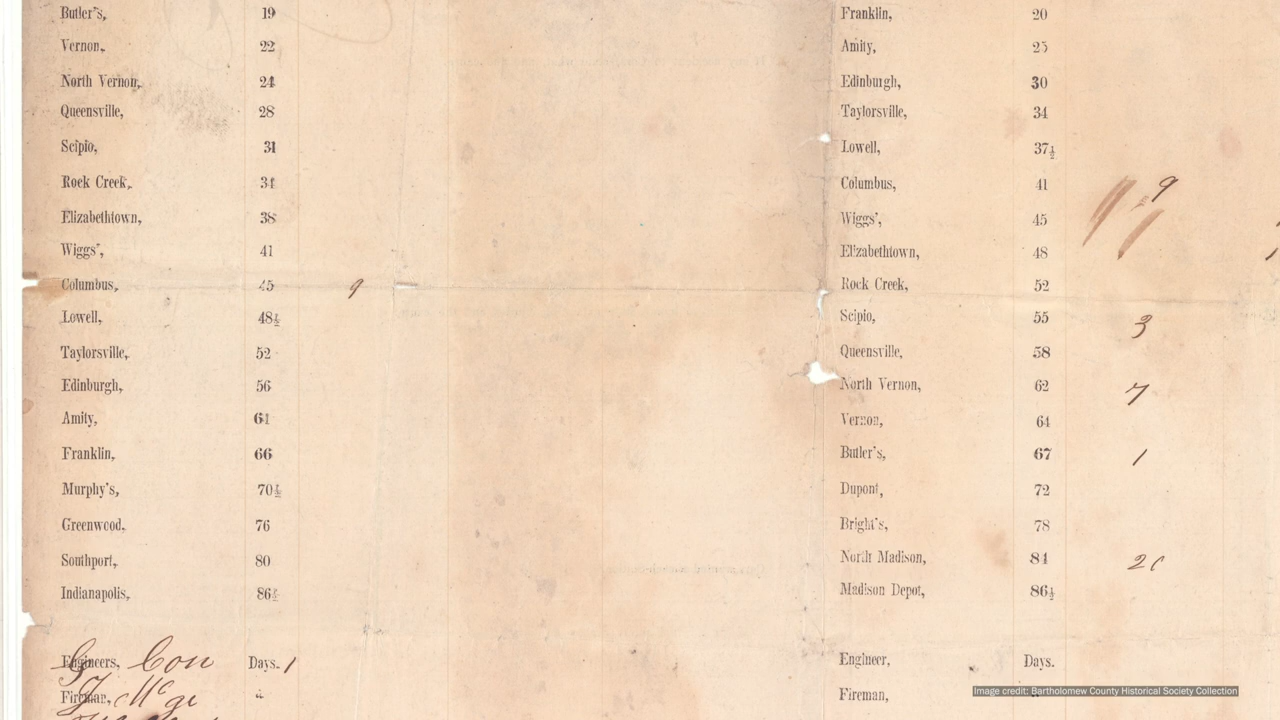 Butler's, 19
Vernon, 22
North Vernon, 24
Queensville, 28
Scipio, 31
Rock Creek, 34
Elizabethtown, 38
Wiggs', 41
Columbus, 45 9
Lowell, 48½
Taylorsville, 52
Edinburgh, 56
Amity, 61
Franklin, 66
Murphy's, 70½
Greenwood, 76
Southport, 80
Indianapolis, 86½
Engineers, Days. 1
Fireman,
Franklin, 20
Amity, 25
Edinburgh, 30
Taylorsville, 34
Lowell, 37½
Columbus, 41 9
Wiggs', 45
Elizabethtown, 48
Rock Creek, 52
Scipio, 55 3
Queensville, 58
North Vernon, 62 7
Vernon, 64
Butler's, 67 1
Dupont, 72
Bright's, 78
North Madison, 84
Madison Depot, 86½
Engineer, Days.
Fireman,
Image credit: Bartholomew County Historical Society Collection